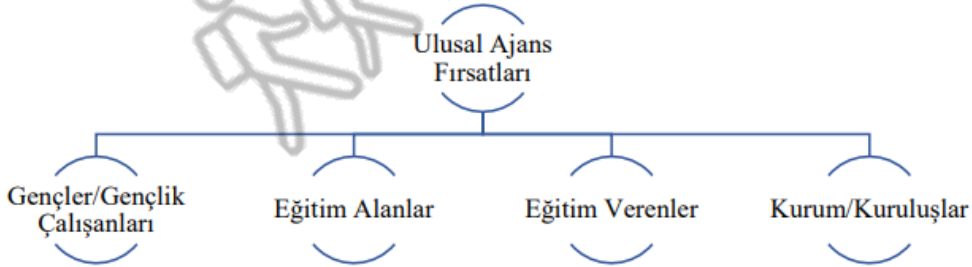 Ulusal Ajans
Fırsatları
Gençler/Gençlik
Çalışanları
Eğitim Alanlar
Eğitim Verenler
Kurum/Kuruluşlar